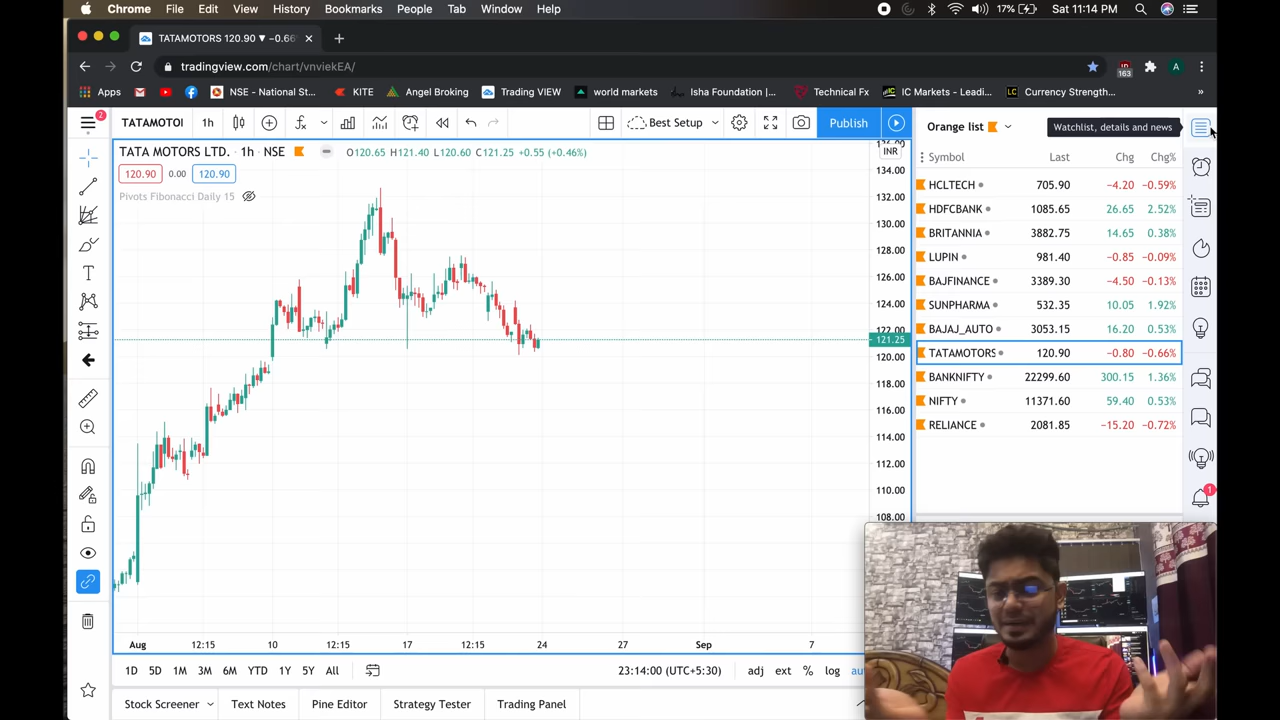 Chrome File Edit View History Bookmarks People Tab Window Help 17% Sat 11:14 PM
TATAMOTORS 120.90 ▼ −0.66
tradingview.com/chart/vnviekEA/
163 A
Apps NSE - National St... KITE Angel Broking Trading VIEW world markets Isha Foundation |... Technical Fx IC Markets - Leadi... Currency Strength... »
2 TATAMOTOI 1h Best Setup Publish
Orange list
Watchlist, details and news
TATA MOTORS LTD. · 1h · NSE O120.65 H121.40 L120.60 C121.25 +0.55 (+0.46%)
INR
120.90 0.00 120.90
Pivots Fibonacci Daily 15
Symbol Last Chg Chg%
HCLTECH 705.90 −4.20 −0.59%
HDFCBANK 1085.65 26.65 2.52%
BRITANNIA 3882.75 14.65 0.38%
LUPIN 981.40 −0.85 −0.09%
BAJFINANCE 3389.30 −4.50 −0.13%
SUNPHARMA 532.35 10.05 1.92%
BAJAJ_AUTO 3053.15 16.20 0.53%
TATAMOTORS 120.90 −0.80 −0.66%
BANKNIFTY 22299.60 300.15 1.36%
NIFTY 11371.60 59.40 0.53%
RELIANCE 2081.85 −15.20 −0.72%
1
134.00
132.00
130.00
128.00
126.00
124.00
122.00
121.25
120.00
118.00
116.00
114.00
112.00
110.00
108.00
Aug 12:15 10 12:15 17 12:15 24 27 Sep 7
1D 5D 1M 3M 6M YTD 1Y 5Y All 23:14:00 (UTC+5:30) adj ext % log
Stock Screener Text Notes Pine Editor Strategy Tester Trading Panel